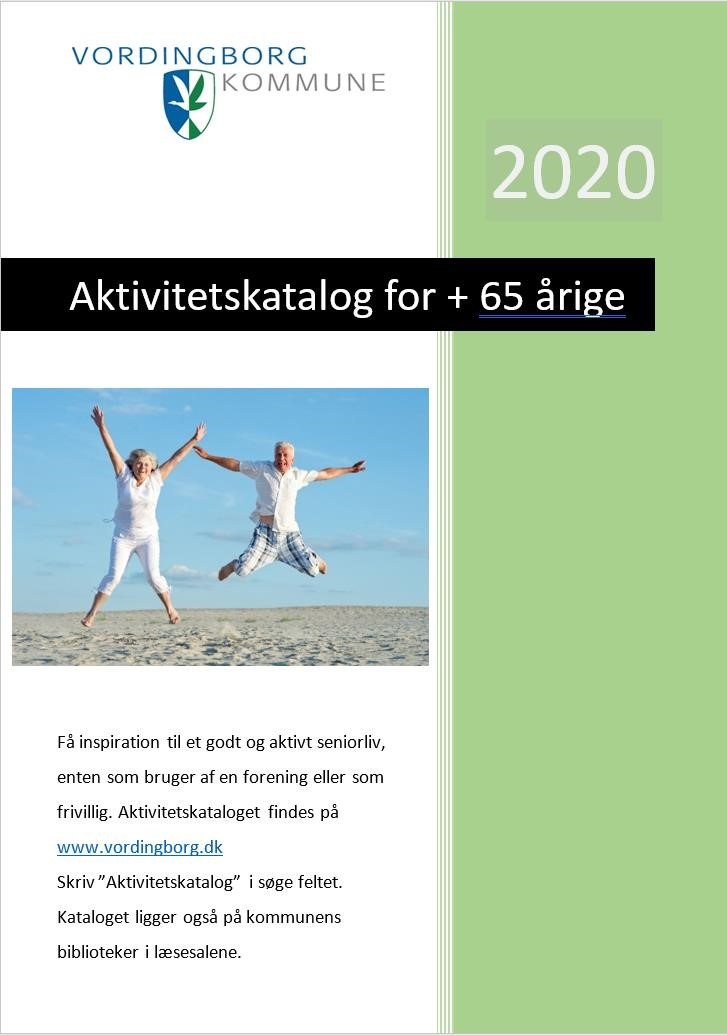 VORDINGBORG
KOMMUNE
2020
Aktivitetskatalog for + 65 årige
Få inspiration til et godt og aktivt seniorliv,
enten som bruger af en forening eller som
frivillig. Aktivitetskataloget findes på
www.vordingborg.dk
Skriv ”Aktivitetskatalog” i søge feltet.
Kataloget ligger også på kommunens
biblioteker i læsesalene.